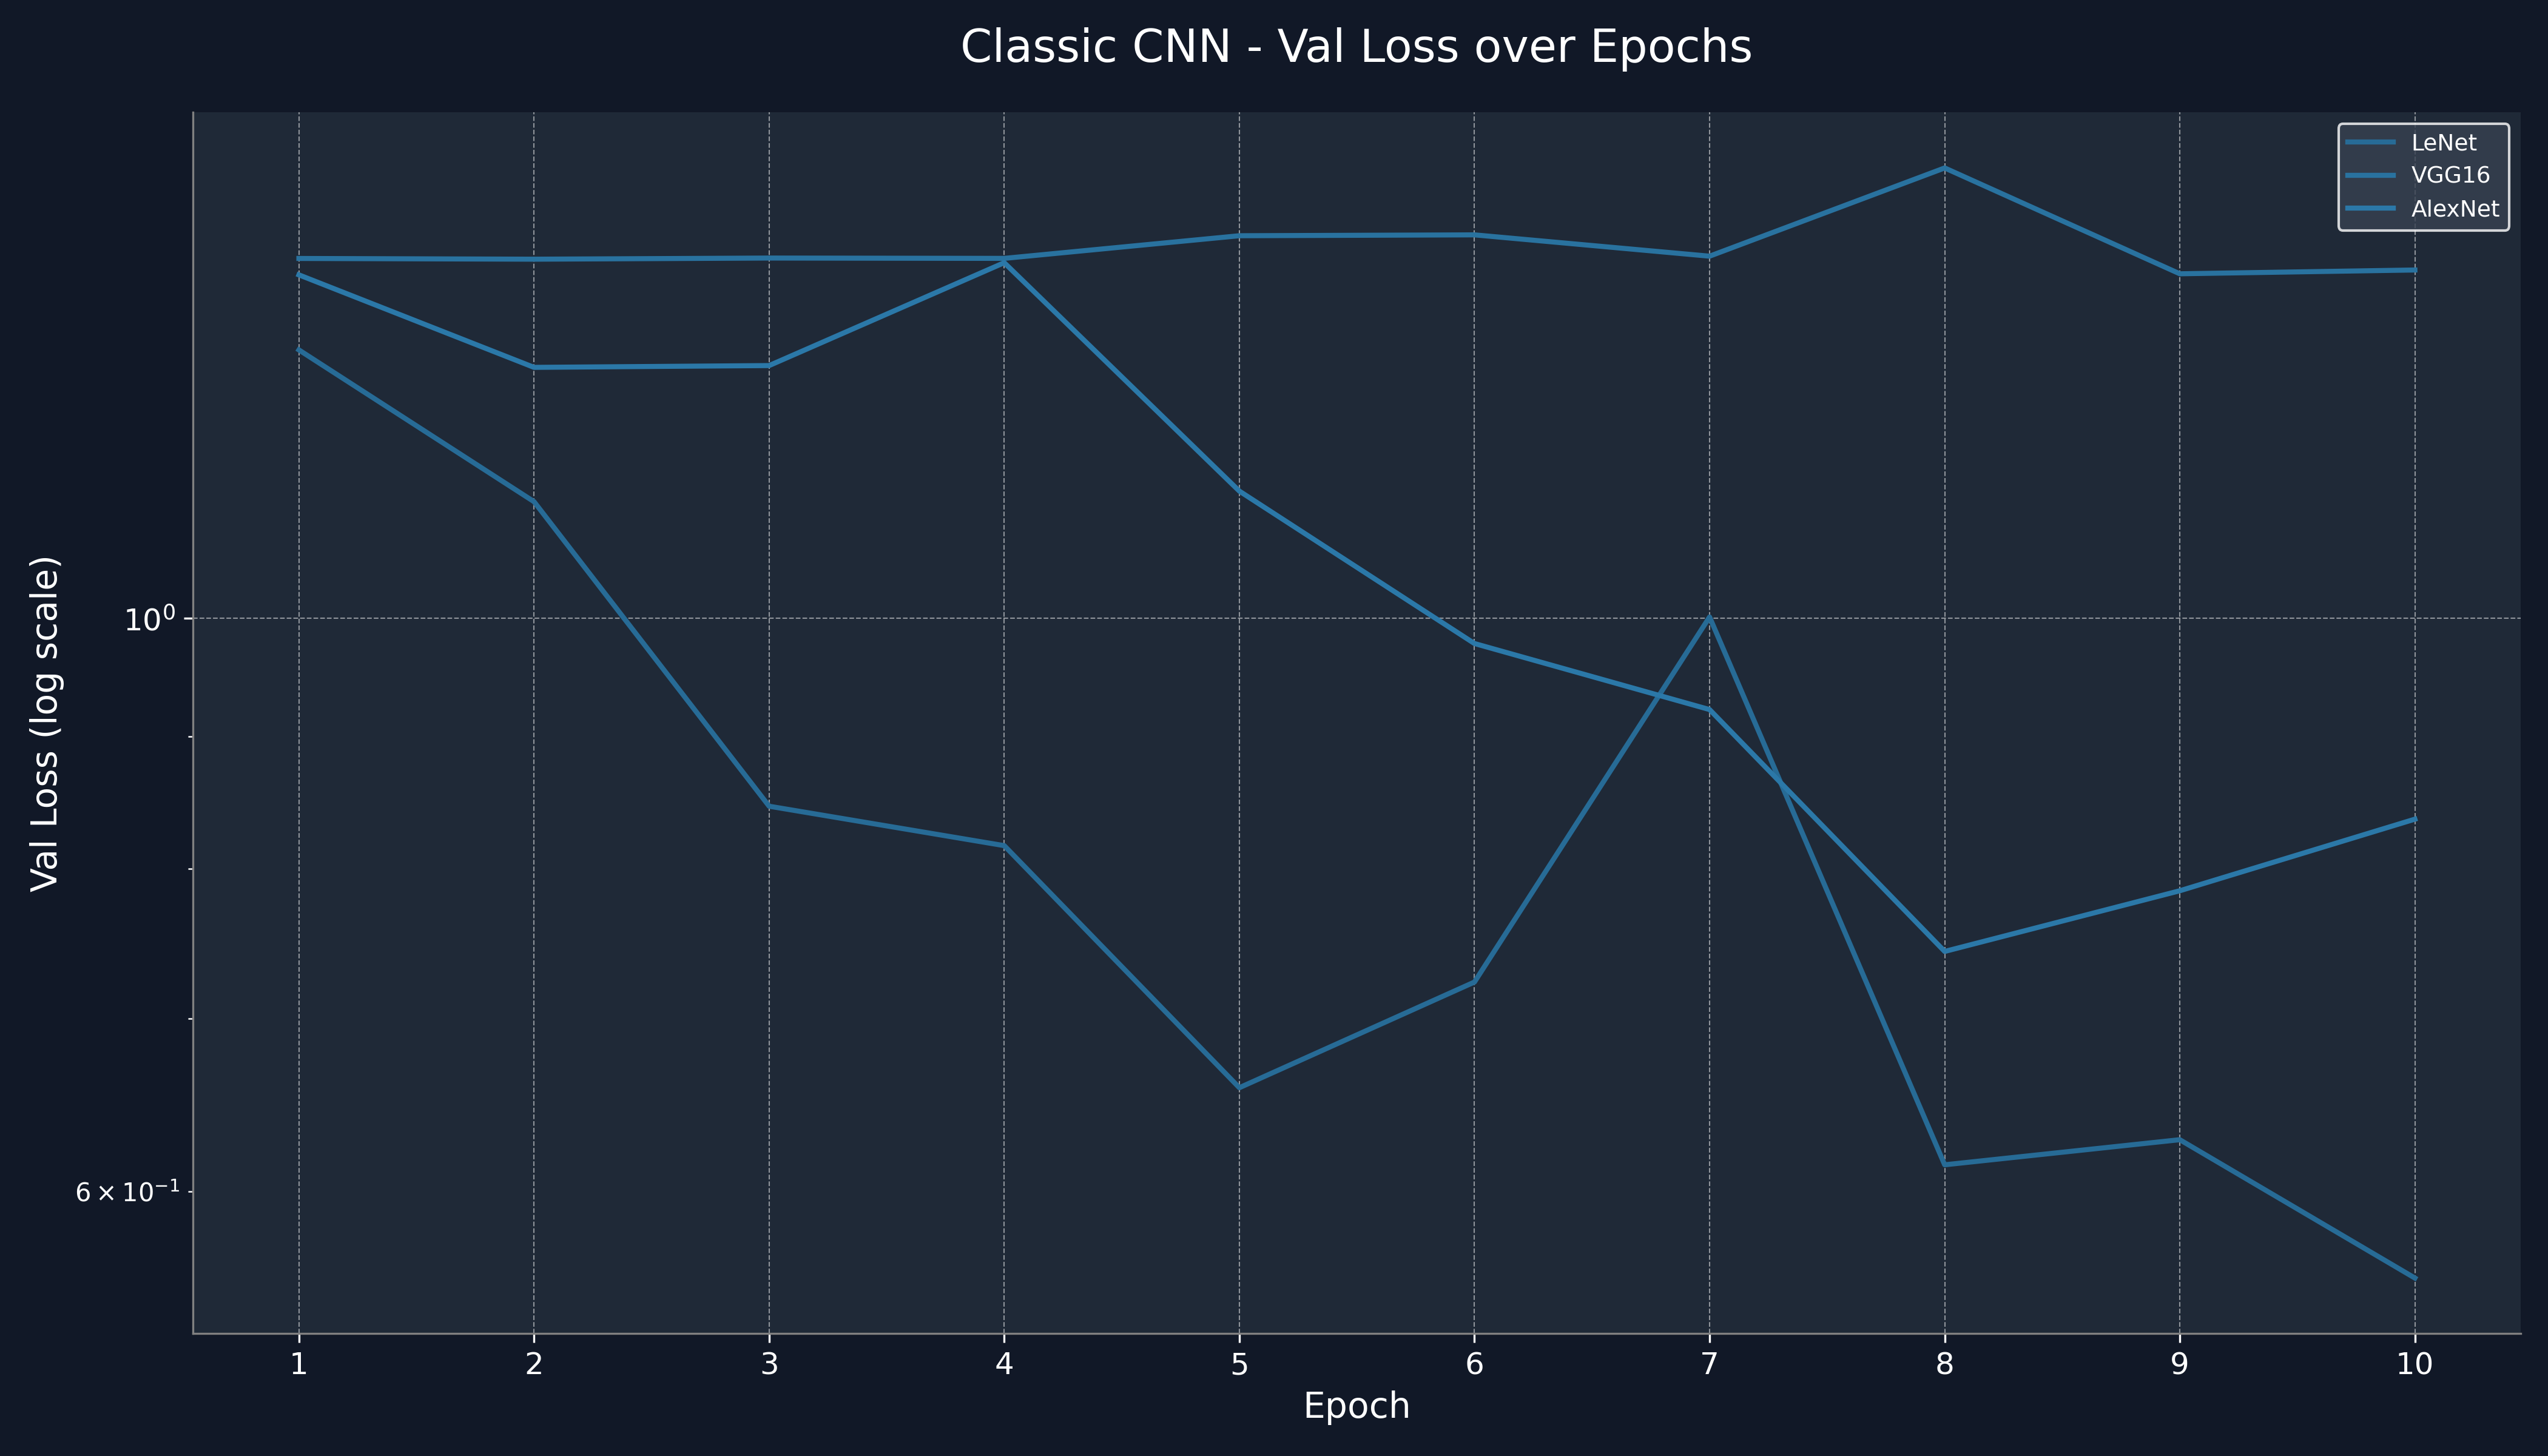 Classic CNN - Val Loss over Epochs
LeNet
VGG16
AlexNet
Val Loss (log scale)
10⁰
6 × 10⁻¹
1 2 3 4 5 6 7 8 9 10
Epoch